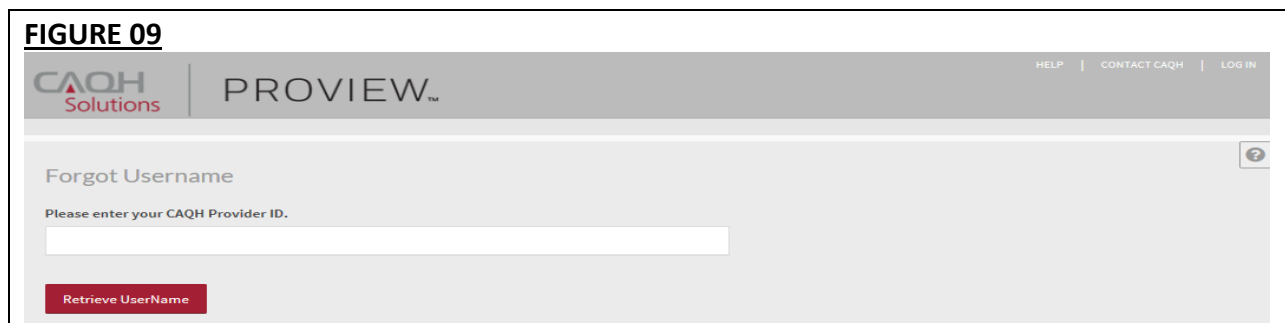 FIGURE 09
HELP | CONTACT CAQH | LOG IN
CAQH
Solutions
PROVIEW™
?
Forgot Username
Please enter your CAQH Provider ID.
Retrieve UserName